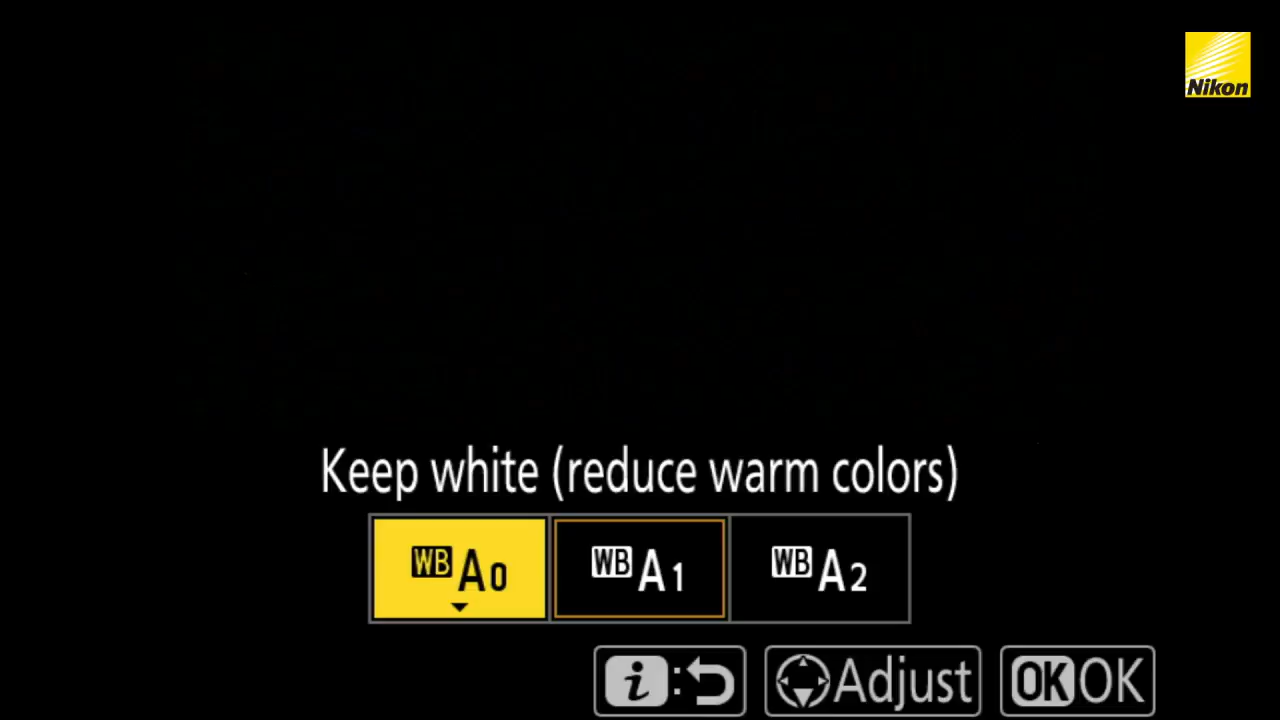 Nikon
Keep white (reduce warm colors)
WB A0 WB A1 WB A2
i : Adjust OK OK